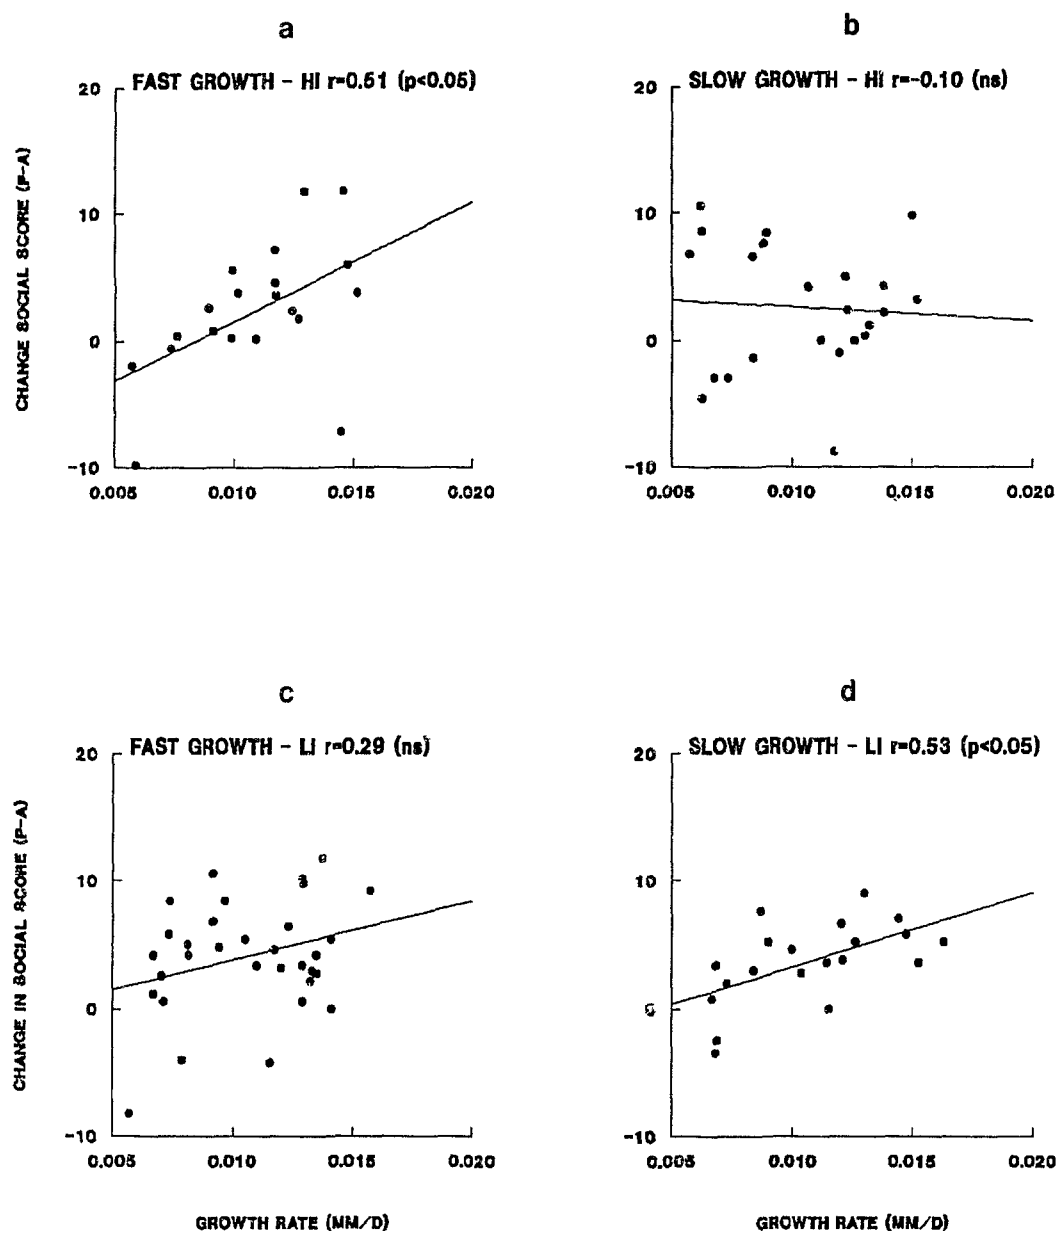 a
FAST GROWTH - HI r=0.51 (p<0.05)
20
10
0
-10
CHANGE SOCIAL SCORE (P-A)
0.005 0.010 0.015 0.020
b
SLOW GROWTH - HI r=-0.10 (ns)
20
10
0
-10
0.005 0.010 0.015 0.020
c
FAST GROWTH - LI r=0.29 (ns)
20
10
0
-10
CHANGE IN SOCIAL SCORE (P-A)
0.005 0.010 0.015 0.020
GROWTH RATE (MM/D)
d
SLOW GROWTH - LI r=0.53 (p<0.05)
20
10
0
-10
0.005 0.010 0.015 0.020
GROWTH RATE (MM/D)